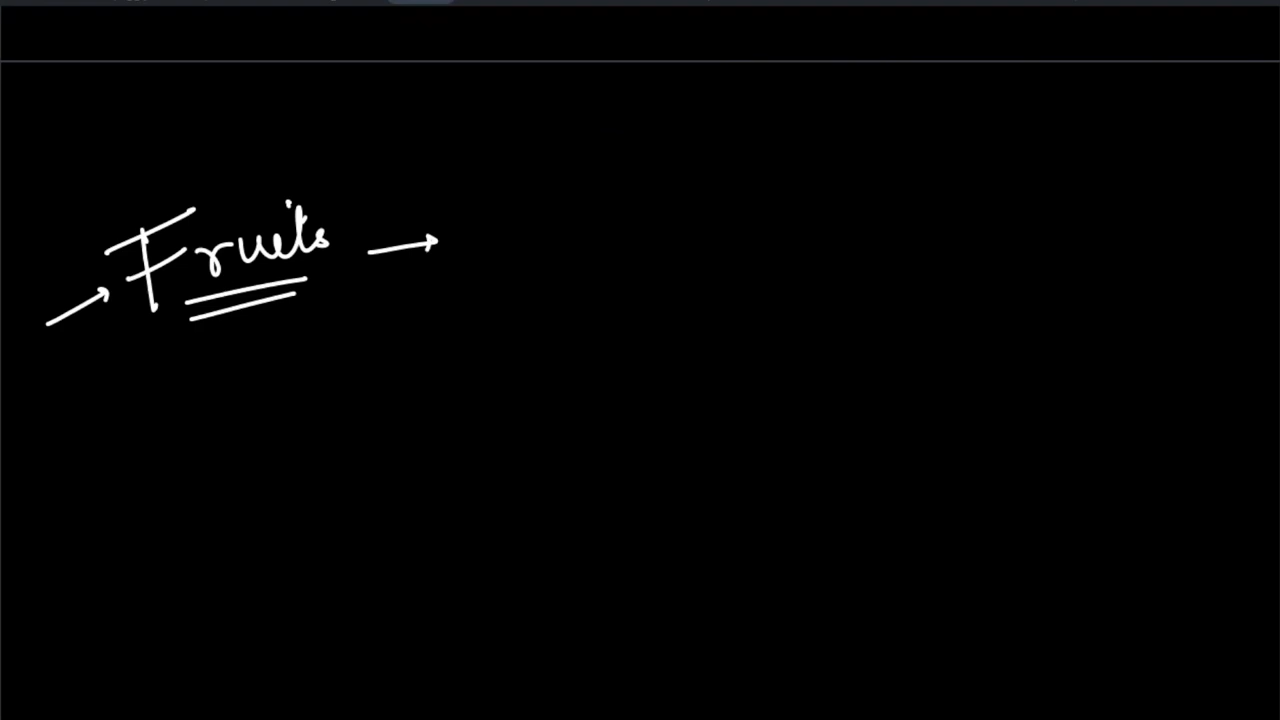 → Fruits →